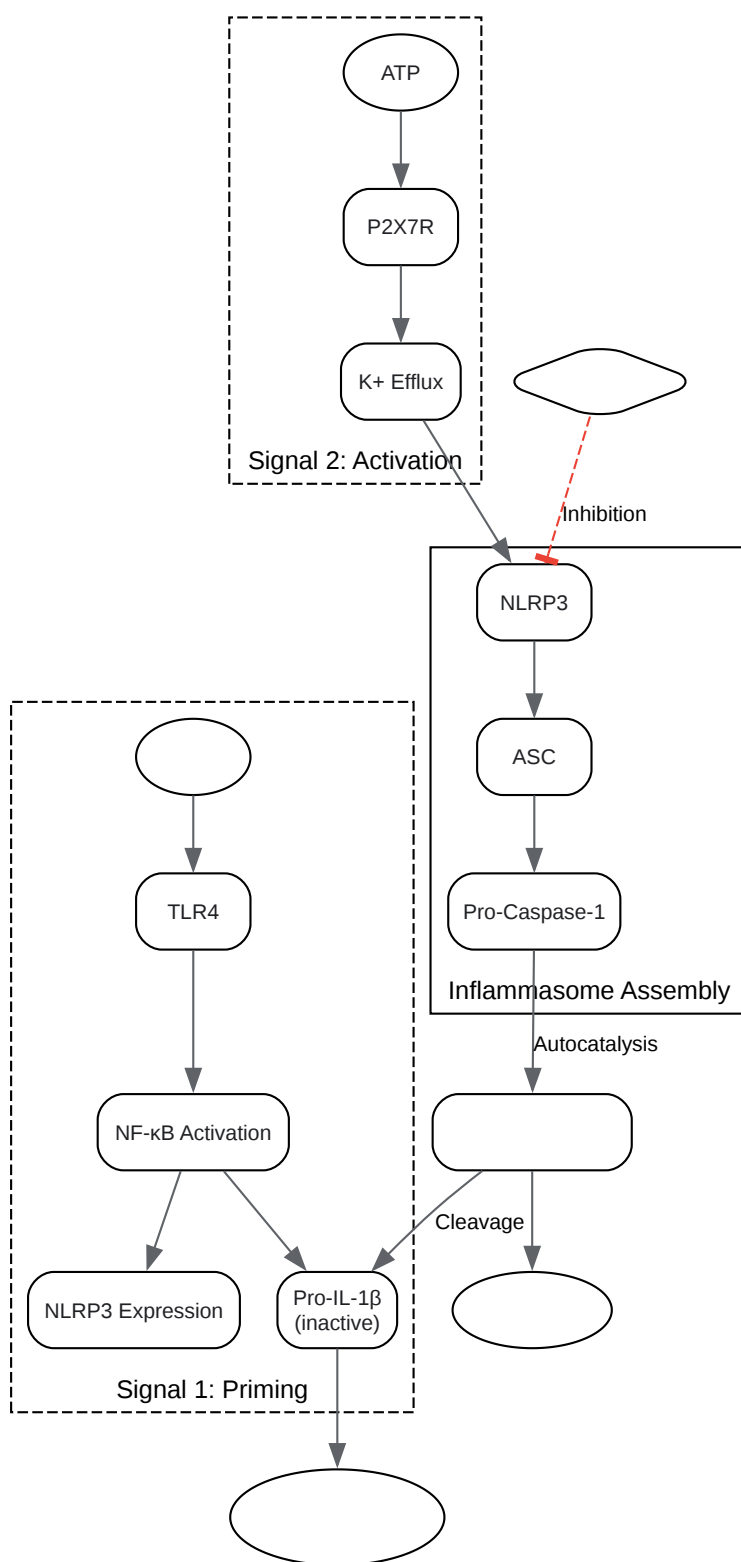 ATP
P2X7R
K+ Efflux
Signal 2: Activation
Inhibition
NLRP3
ASC
TLR4
Pro-Caspase-1
Inflammasome Assembly
Autocatalysis
NF-κB Activation
Cleavage
NLRP3 Expression
Pro-IL-1β
(inactive)
Signal 1: Priming